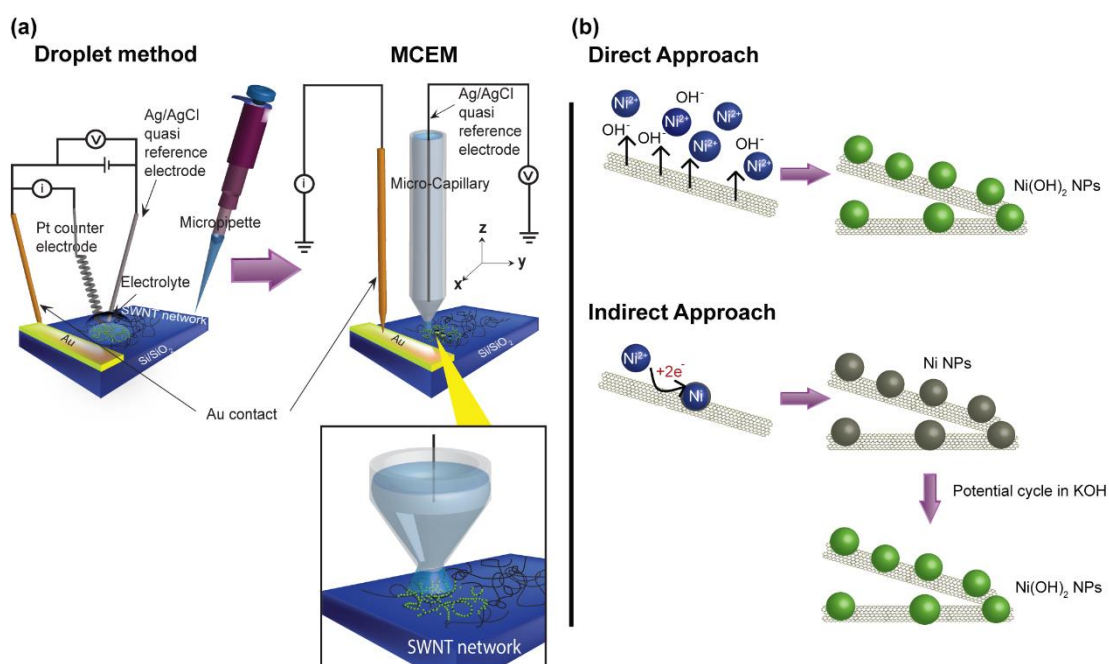 (a)
Droplet method
MCEM
Ag/AgCl
quasi
reference
electrode
V
i
Pt counter
electrode
Micropipette
Electrolyte
SWNT network
Au
Si/SiO2
Au contact
Ag/AgCl
quasi
reference
electrode
i
V
Micro-Capillary
z
y
x
Au
Si/SiO2
SWNT network
(b)
Direct Approach
Ni2+
OH-
Ni2+
Ni2+
OH-
OH-
Ni2+
OH-
Ni2+
Ni(OH)2 NPs
Indirect Approach
Ni2+
+2e-
Ni
Ni NPs
Potential cycle in KOH
Ni(OH)2 NPs